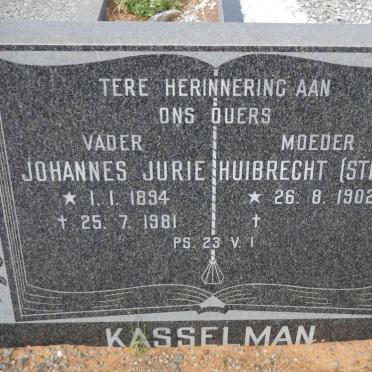 TERE HERINNERING AAN
ONS OUERS
VADER MOEDER
JOHANNES JURIE HUIBRECHT
★ 1.1.1894 ★ 26.8.1902
† 25.7.1981 †
PS. 23 V. 1
KASSELMAN